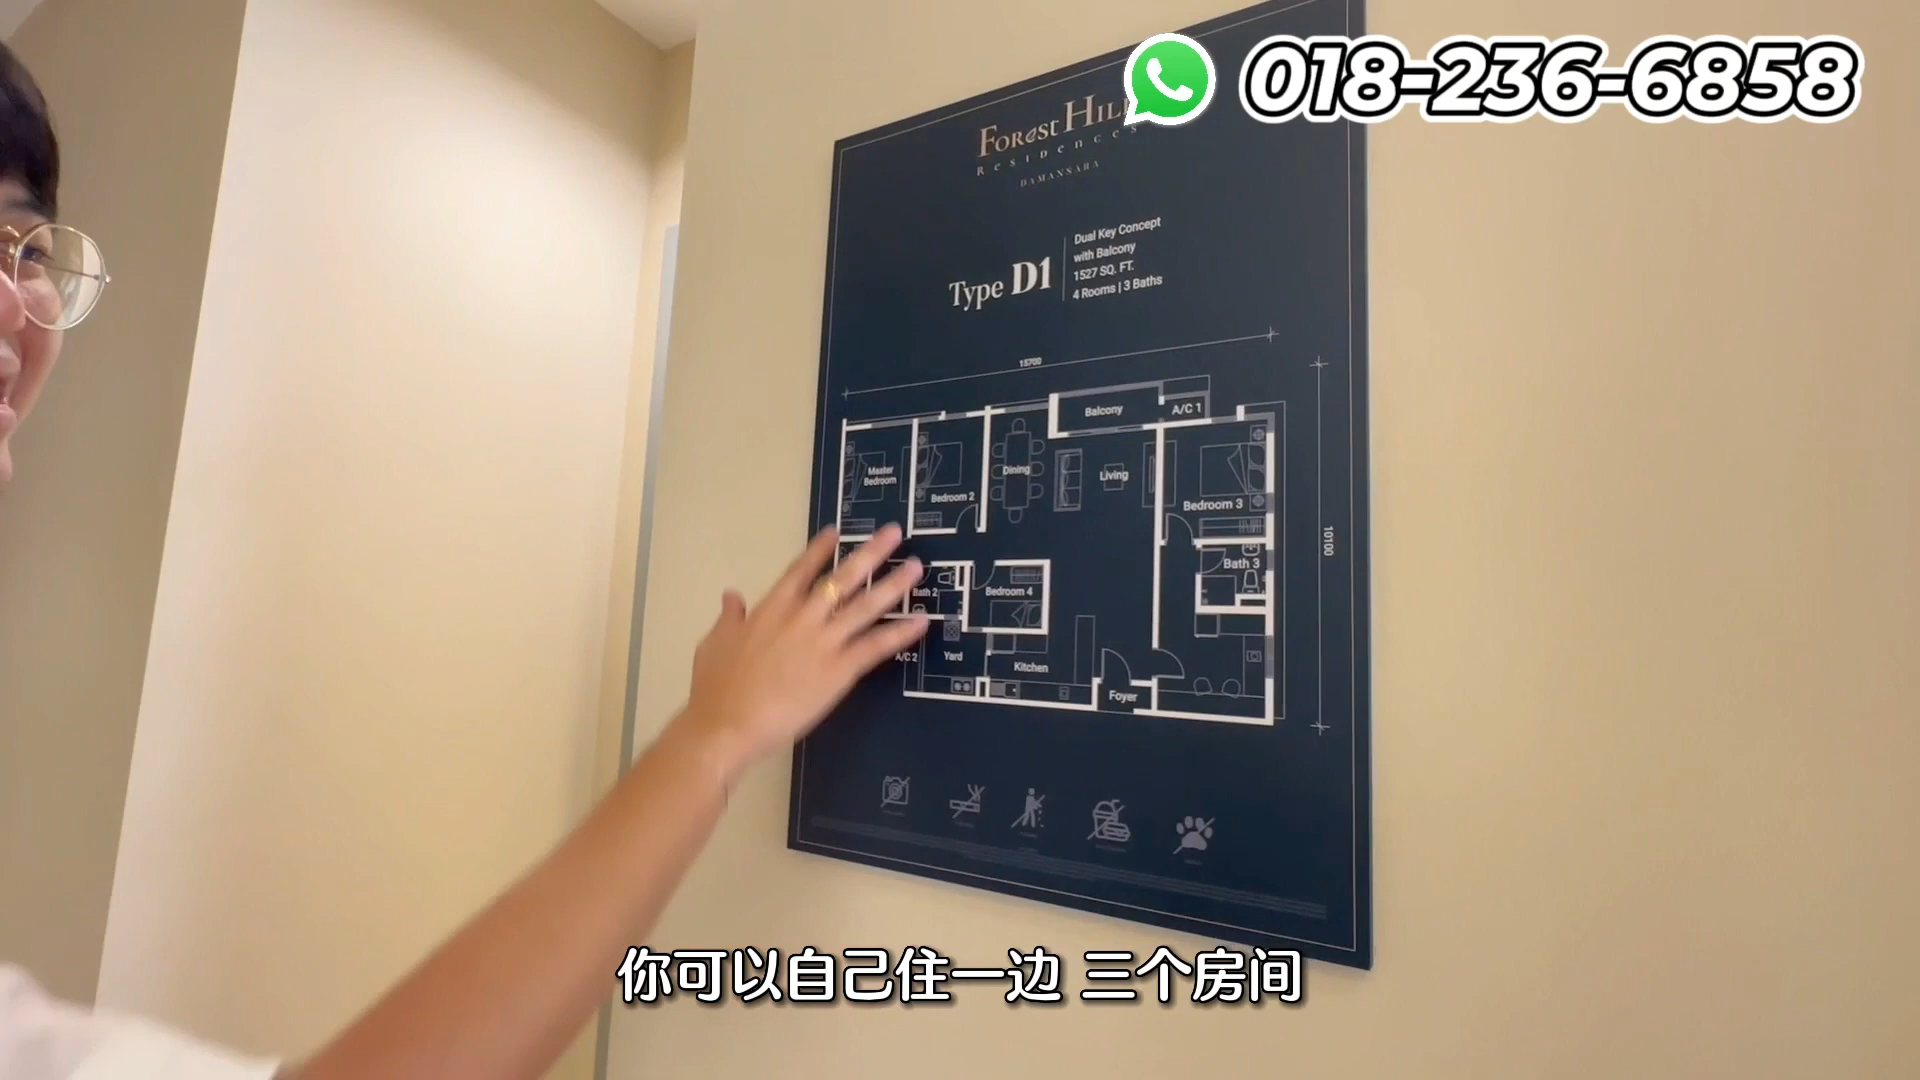 018-236-6858
Forest Hill
Residences
DAMANSARA
Type D1
Dual Key Concept
with Balcony
1527 SQ. FT.
4 Rooms | 3 Baths
15700
Balcony
A/C 1
Master
Bedroom
Bedroom 2
Dining
Living
Bedroom 3
10100
Bath 3
Bath 2
Bedroom 4
A/C 2
Yard
Kitchen
Foyer
你可以自己住一边 三个房间